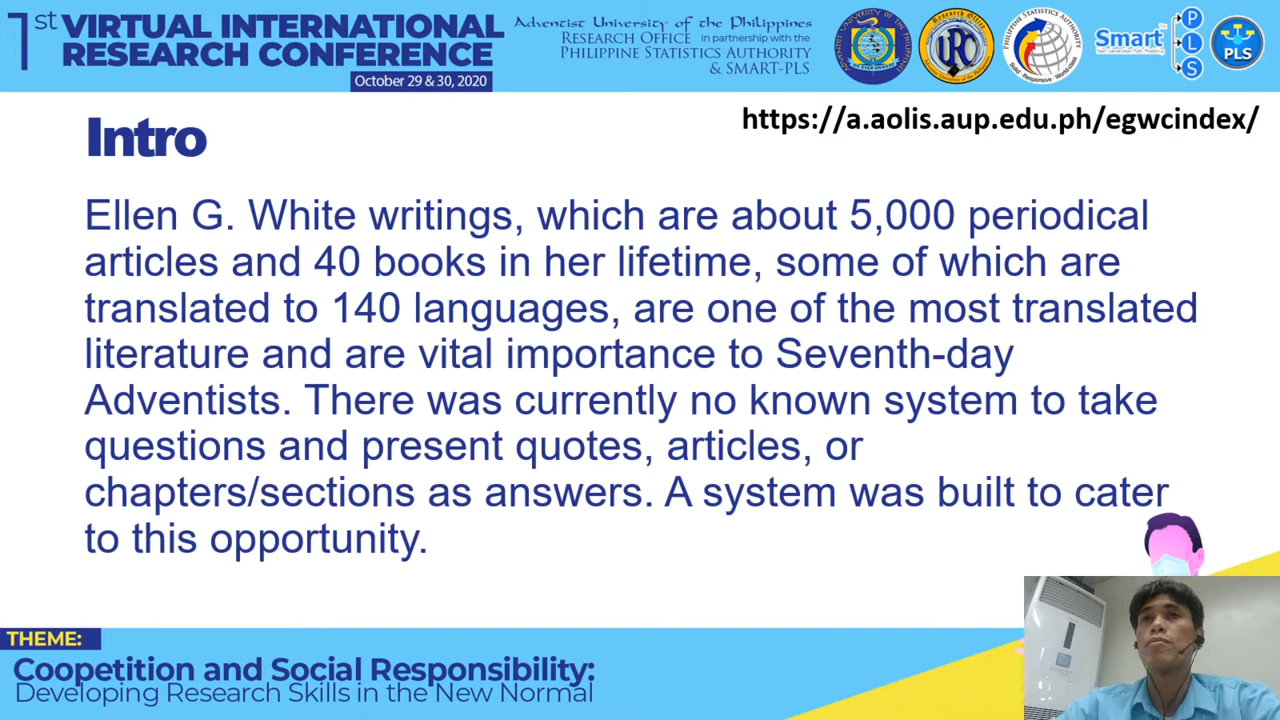 1st VIRTUAL INTERNATIONAL
RESEARCH CONFERENCE
October 29 & 30, 2020
Adventist University of the Philippines
RESEARCH OFFICE in partnership with the
PHILIPPINE STATISTICS AUTHORITY
& SMART-PLS
Smart
P
L
S
PLS
URC
https://a.aolis.aup.edu.ph/egwcindex/
Intro
Ellen G. White writings, which are about 5,000 periodical
articles and 40 books in her lifetime, some of which are
translated to 140 languages, are one of the most translated
literature and are vital importance to Seventh-day
Adventists. There was currently no known system to take
questions and present quotes, articles, or
chapters/sections as answers. A system was built to cater
to this opportunity.
THEME:
Coopetition and Social Responsibility:
Developing Research Skills in the New Normal